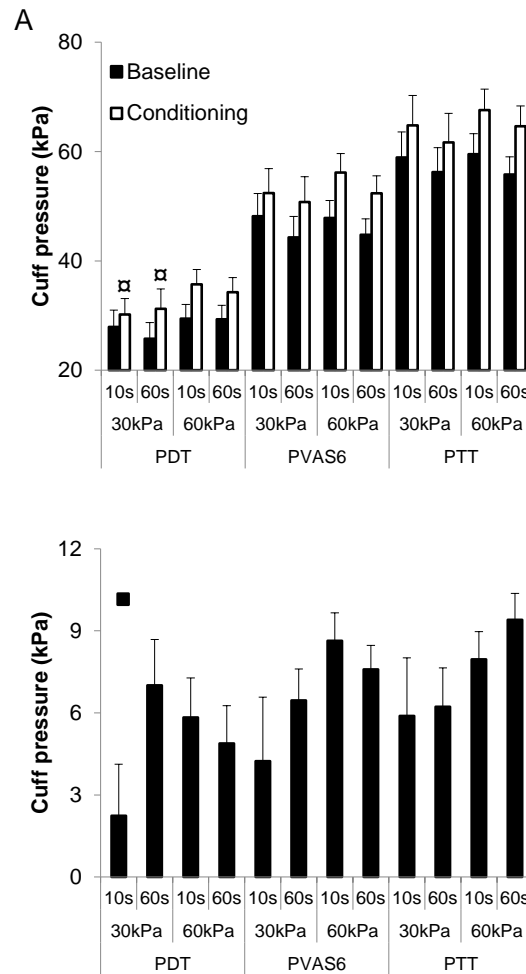 A
80
60
40
20
Cuff pressure (kPa)
Baseline
Conditioning
¤ ¤
10s 60s 10s 60s 10s 60s 10s 60s 10s 60s 10s 60s
30kPa 60kPa 30kPa 60kPa 30kPa 60kPa
PDT PVAS6 PTT
12
9
6
3
0
Cuff pressure (kPa)
10s 60s 10s 60s 10s 60s 10s 60s 10s 60s 10s 60s
30kPa 60kPa 30kPa 60kPa 30kPa 60kPa
PDT PVAS6 PTT